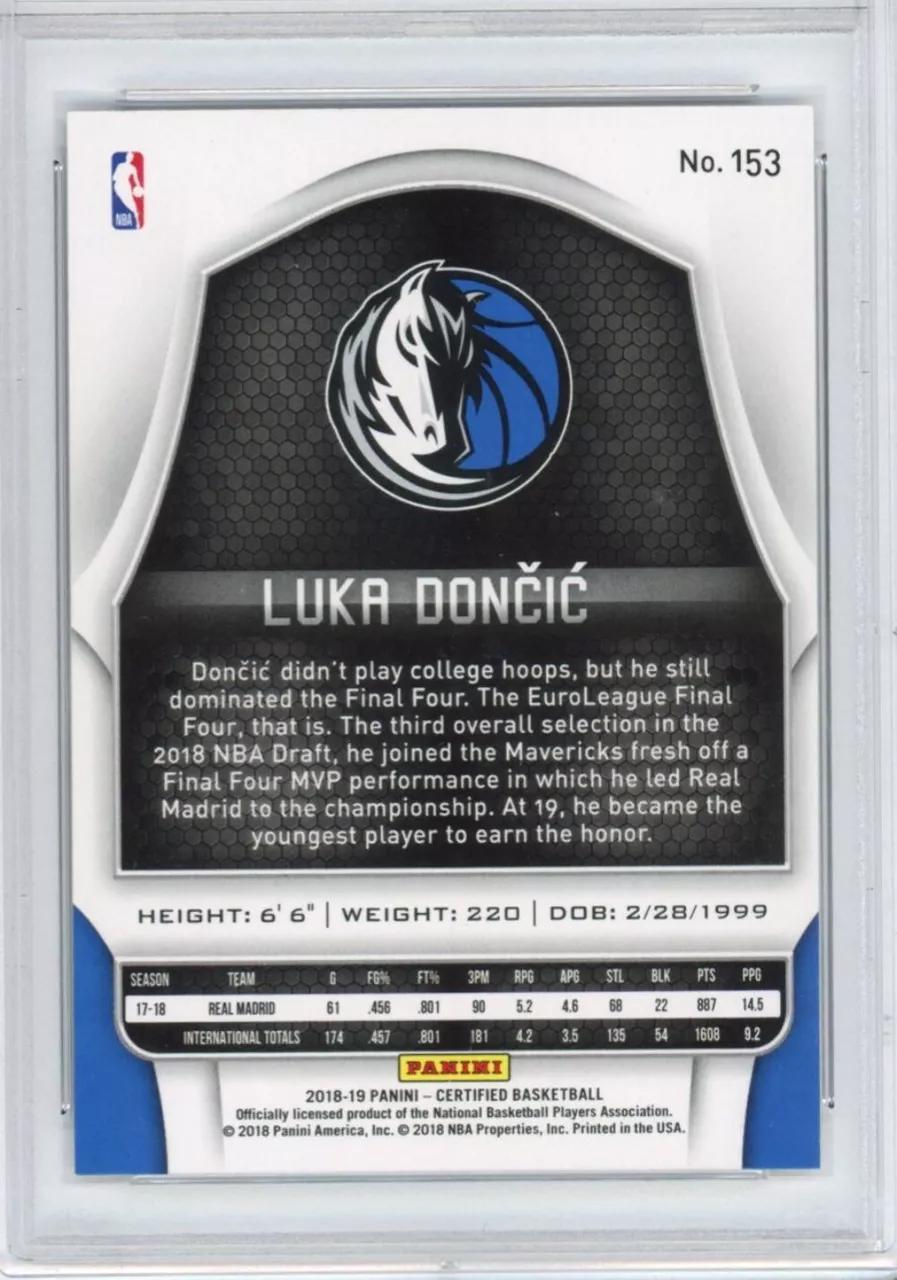 No. 153
NBA
LUKA DONČIĆ
Dončić didn't play college hoops, but he still
dominated the Final Four. The EuroLeague Final
Four, that is. The third overall selection in the
2018 NBA Draft, he joined the Mavericks fresh off a
Final Four MVP performance in which he led Real
Madrid to the championship. At 19, he became the
youngest player to earn the honor.
HEIGHT: 6' 6" | WEIGHT: 220 | DOB: 2/28/1999
SEASON TEAM G FG% FT% 3PM RPG APG STL BLK PTS PPG
17-18 REAL MADRID 61 .456 .801 90 5.2 4.6 68 22 887 14.5
INTERNATIONAL TOTALS 174 .457 .801 181 4.2 3.5 135 54 1608 9.2
PANINI
2018-19 PANINI – CERTIFIED BASKETBALL
Officially licensed product of the National Basketball Players Association.
© 2018 Panini America, Inc. © 2018 NBA Properties, Inc. Printed in the USA.